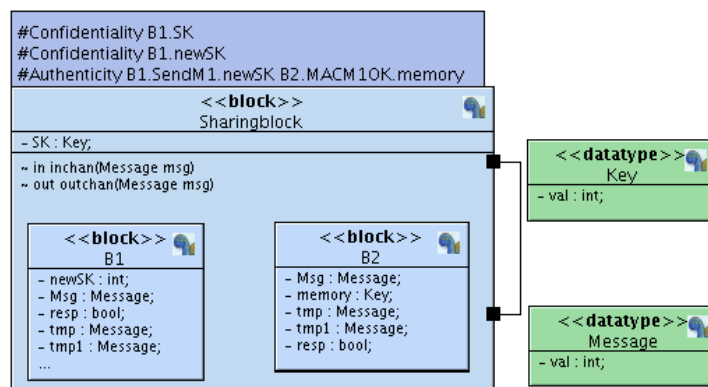 #Confidentiality B1.SK
#Confidentiality B1.newSK
#Authenticity B1.SendM1.newSK B2.MACM1OK.memory
<<block>>
Sharingblock
- SK : Key;
~ in inchan(Message msg)
~ out outchan(Message msg)
<<block>>
B1
- newSK : int;
- Msg : Message;
- resp : bool;
- tmp : Message;
- tmp1 : Message;
...
<<block>>
B2
- Msg : Message;
- memory : Key;
- tmp : Message;
- tmp1 : Message;
- resp : bool;
<<datatype>>
Key
- val : int;
<<datatype>>
Message
- val : int;